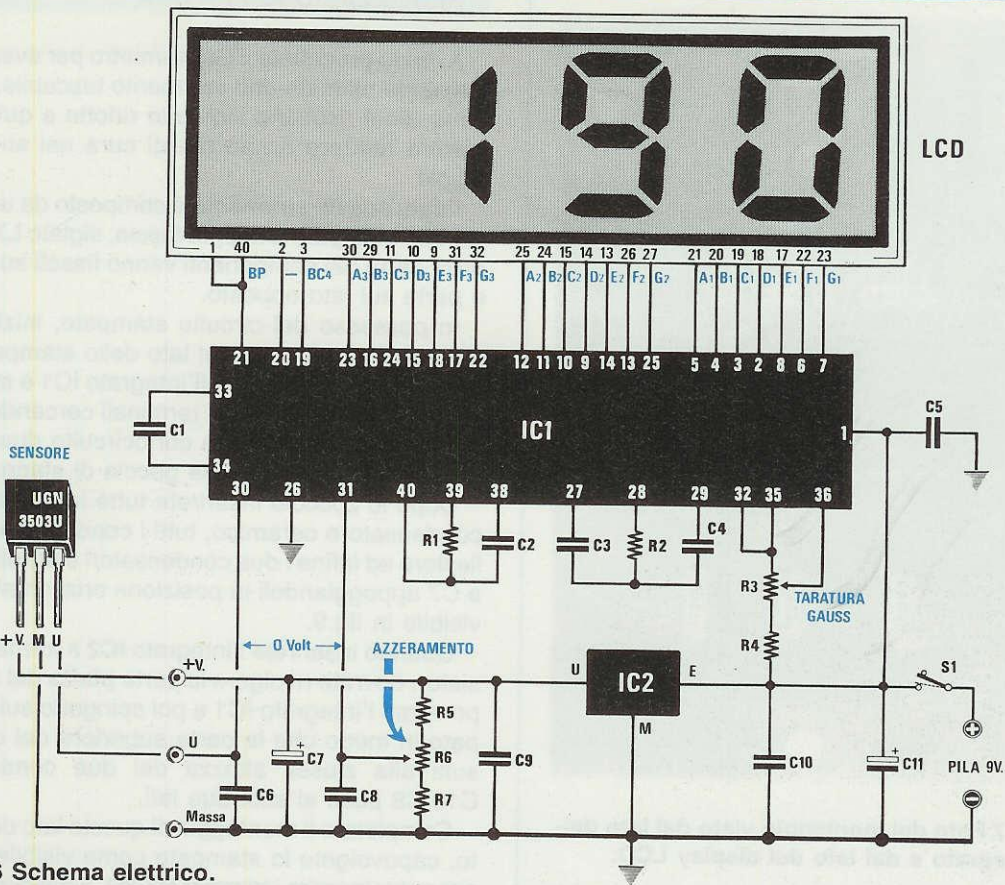 190
LCD
1 40 2 3 30 29 11 10 9 31 32 25 24 15 14 13 26 27 21 20 19 18 17 22 23
BP — BC4 A3 B3 C3 D3 E3 F3 G3 A2 B2 C2 D2 E2 F2 G2 A1 B1 C1 D1 E1 F1 G1
21 20 19 23 16 24 15 18 17 22 12 11 10 9 14 13 25 5 4 3 2 8 6 7
33
C1
IC1
1
C5
34
30 26 31 40 39 38 27 28 29 32 35 36
SENSORE
UGN
3503U
+V. M U
R1
C2
C3
R2
C4
R3
TARATURA
GAUSS
R4
0 Volt
AZZERAMENTO
+V.
U
Massa
C6
C7
+
C8
R5
R6
R7
C9
U
IC2
E
M
C10
C11
+
S1
PILA 9V.
Schema elettrico.